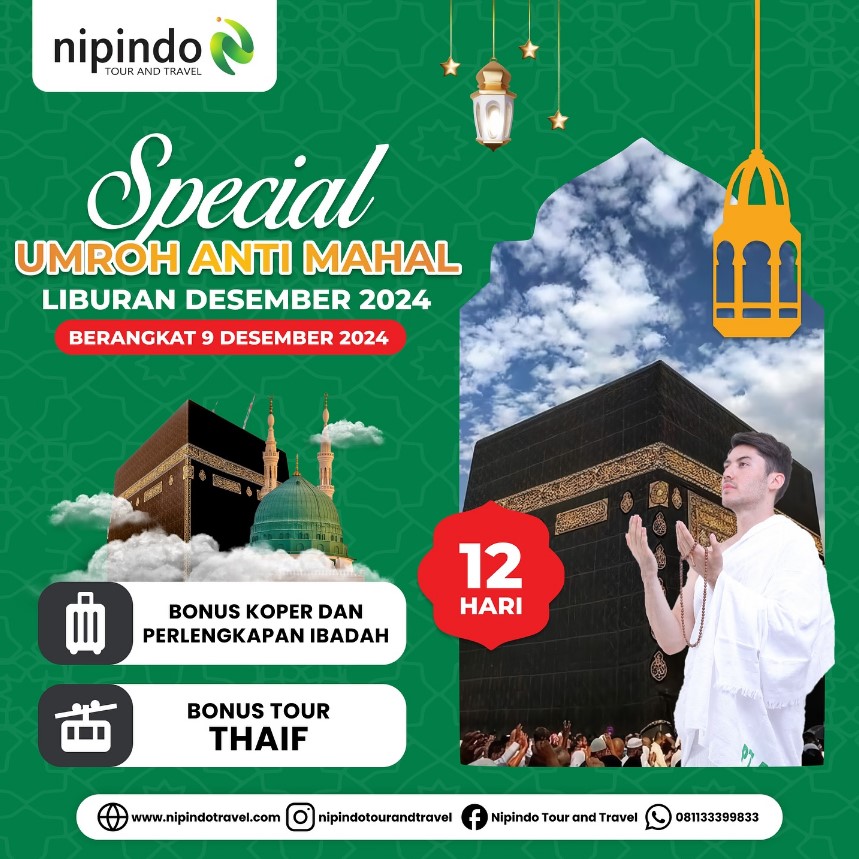 nipindo
TOUR AND TRAVEL
Special
UMROH ANTI MAHAL
LIBURAN DESEMBER 2024
BERANGKAT 9 DESEMBER 2024
12
HARI
BONUS KOPER DAN
PERLENGKAPAN IBADAH
BONUS TOUR
THAIF
www.nipindotravel.com nipindotourandtravel Nipindo Tour and Travel 081133399833